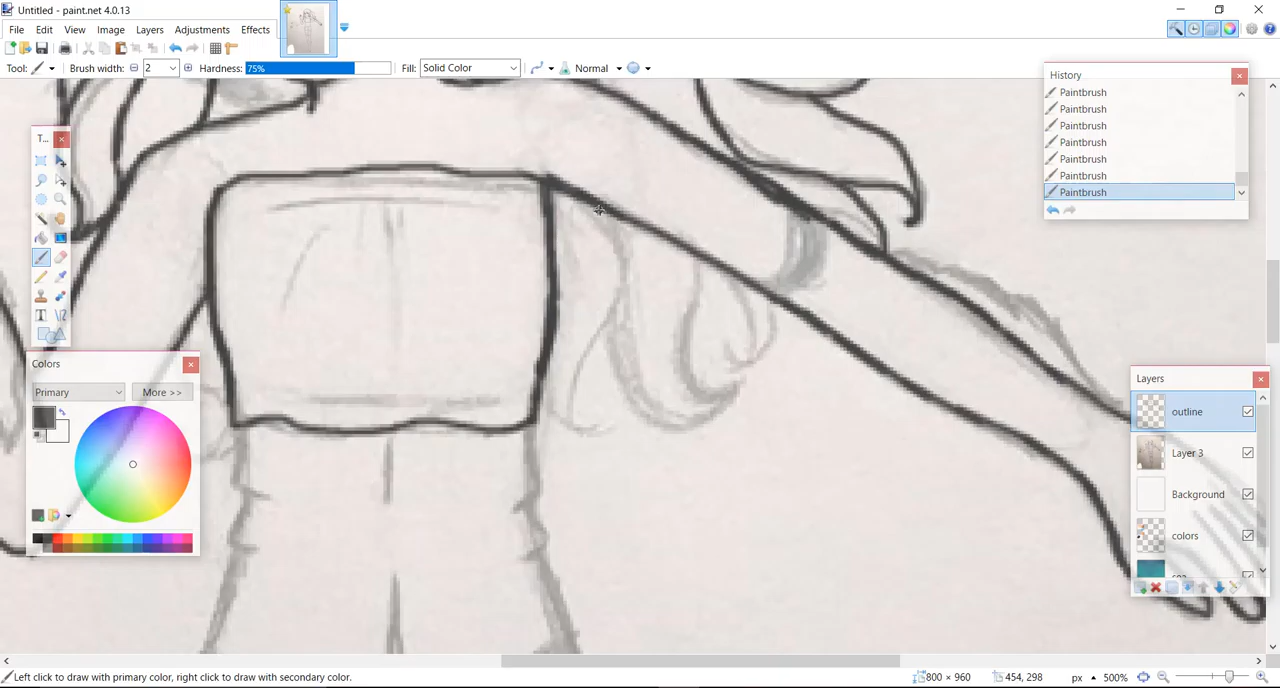 Untitled - paint.net 4.0.13
File Edit View Image Layers Adjustments Effects
Tool: Brush width: 2 Hardness: 75% Fill: Solid Color Normal
History
Paintbrush
Paintbrush
Paintbrush
Paintbrush
Paintbrush
Paintbrush
Paintbrush
T...
Colors
Primary More >>
Layers
outline
Layer 3
Background
colors
Left click to draw with primary color, right click to draw with secondary color. 800 × 960 454, 298 px 500%